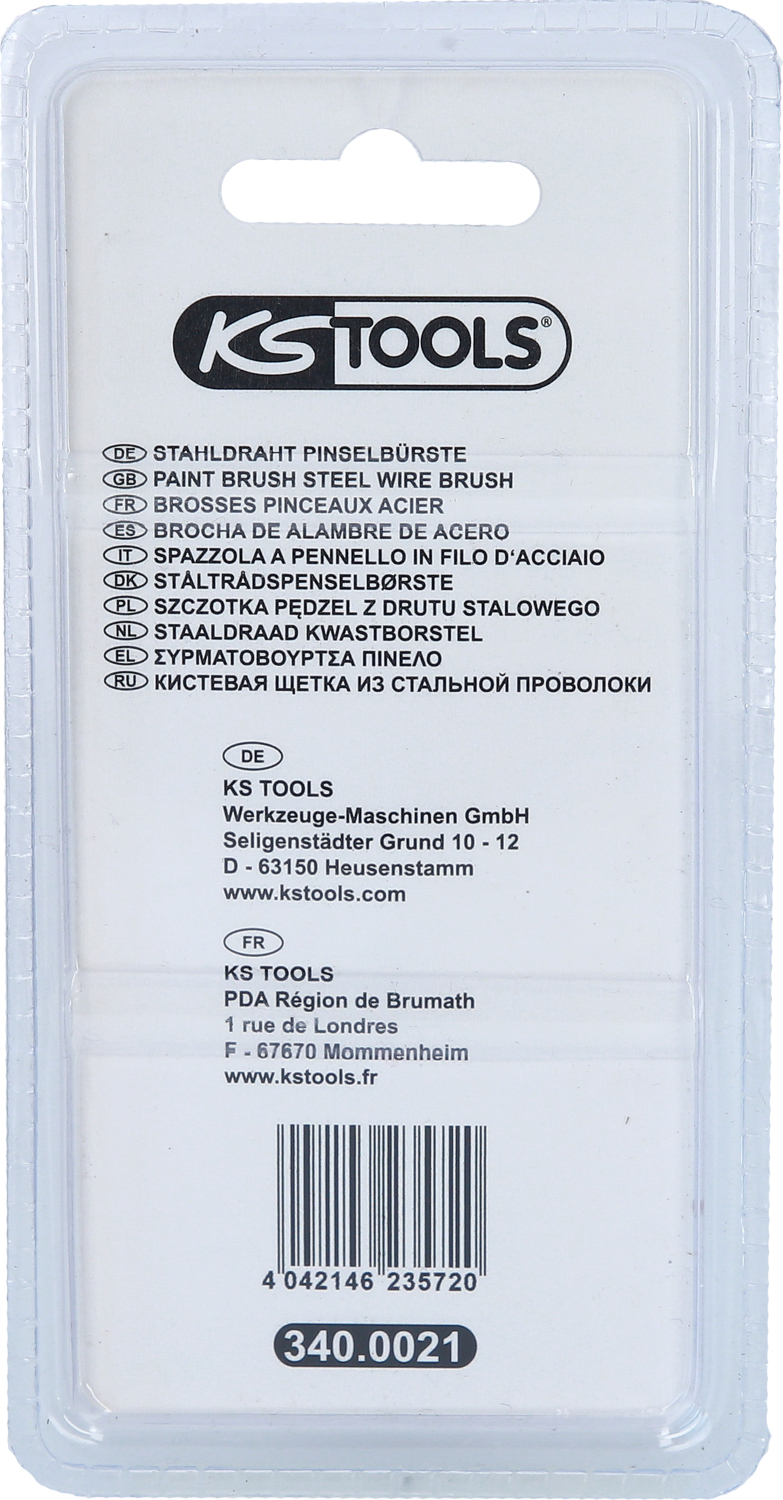 KS TOOLS®
DE STAHLDRAHT PINSELBÜRSTE
GB PAINT BRUSH STEEL WIRE BRUSH
FR BROSSES PINCEAUX ACIER
ES BROCHA DE ALAMBRE DE ACERO
IT SPAZZOLA A PENNELLO IN FILO D‘ACCIAIO
DK STÅLTRÅDSPENSELBØRSTE
PL SZCZOTKA PĘDZEL Z DRUTU STALOWEGO
NL STAALDRAAD KWASTBORSTEL
EL ΣΥΡΜΑΤΟΒΟΥΡΤΣΑ ΠΙΝΕΛΟ
RU КИСТЕВАЯ ЩЕТКА ИЗ СТАЛЬНОЙ ПРОВОЛОКИ
DE
KS TOOLS
Werkzeuge-Maschinen GmbH
Seligenstädter Grund 10 - 12
D - 63150 Heusenstamm
www.kstools.com
FR
KS TOOLS
PDA Région de Brumath
1 rue de Londres
F - 67670 Mommenheim
www.kstools.fr
4 042146 235720
340.0021